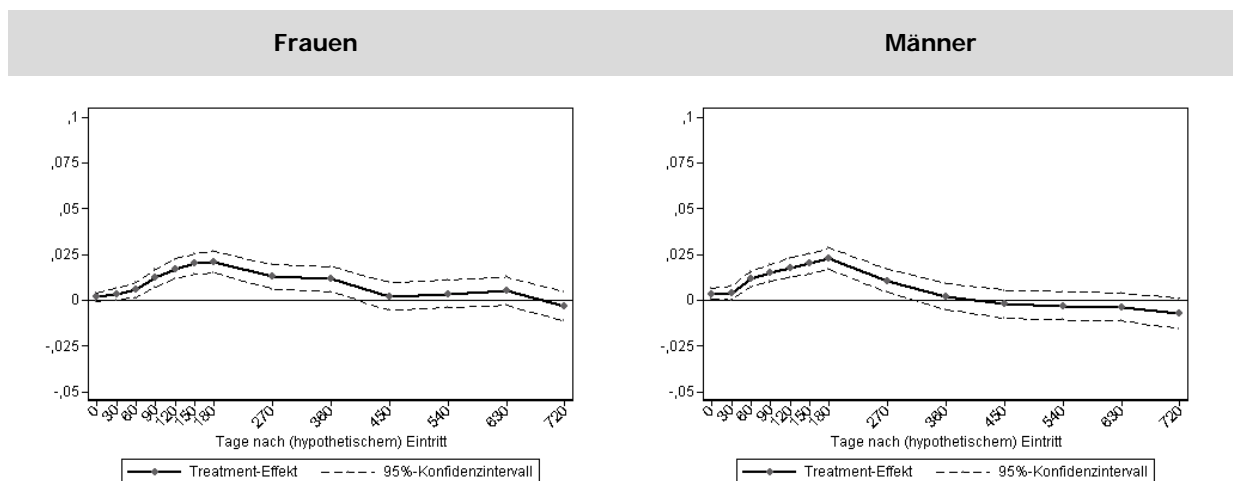 Frauen
Männer
,1
,075
,05
,025
0
-,025
-,05
0 30 60 90 120 150 180 270 360 450 540 630 720
Tage nach (hypothetischem) Eintritt
Treatment-Effekt 95%-Konfidenzintervall
,1
,075
,05
,025
0
-,025
-,05
0 30 60 90 120 150 180 270 360 450 540 630 720
Tage nach (hypothetischem) Eintritt
Treatment-Effekt 95%-Konfidenzintervall